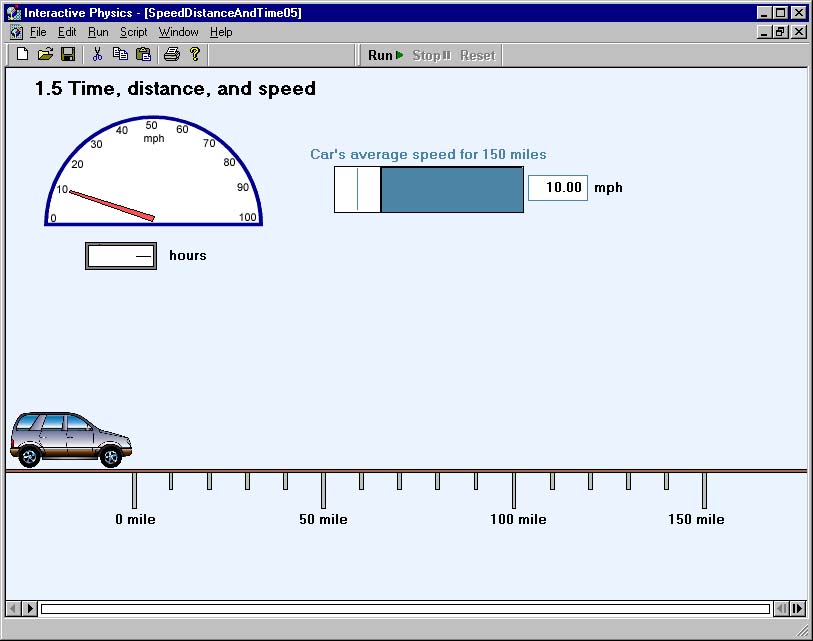 Interactive Physics - [SpeedDistanceAndTime05]
File Edit Run Script Window Help
Run Stop Reset
1.5 Time, distance, and speed
0 10 20 30 40 50 60 70 80 90 100
mph
Car's average speed for 150 miles
10.00 mph
hours
0 mile 50 mile 100 mile 150 mile